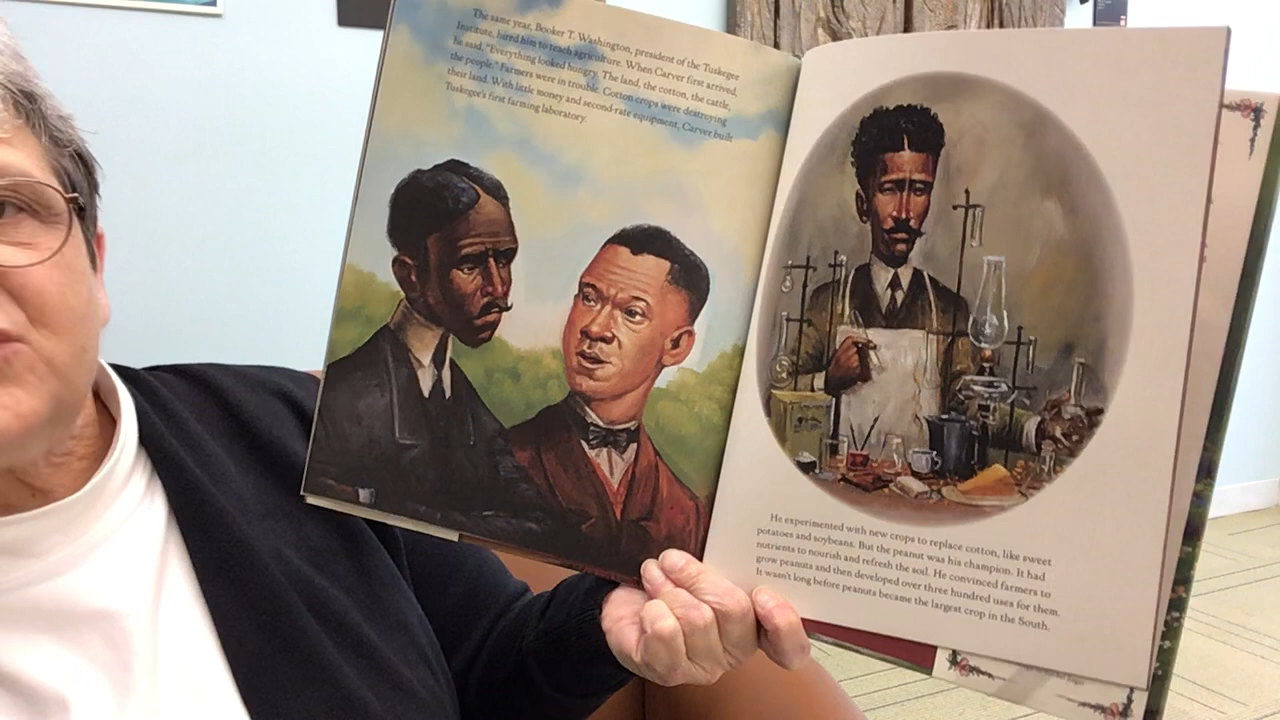 The same year, Booker T. Washington, president of the Tuskegee
Institute, hired him to teach agriculture. When Carver first arrived,
he said, "Everything looked hungry. The land, the cotton, the cattle,
the people." Farmers were in trouble. Cotton crops were destroying
their land. With little money and second-rate equipment, Carver built
Tuskegee's first farming laboratory.
He experimented with new crops to replace cotton, like sweet
potatoes and soybeans. But the peanut was his champion. It had
nutrients to nourish and refresh the soil. He convinced farmers to
grow peanuts and then developed over three hundred uses for them.
It wasn't long before peanuts became the largest crop in the South.